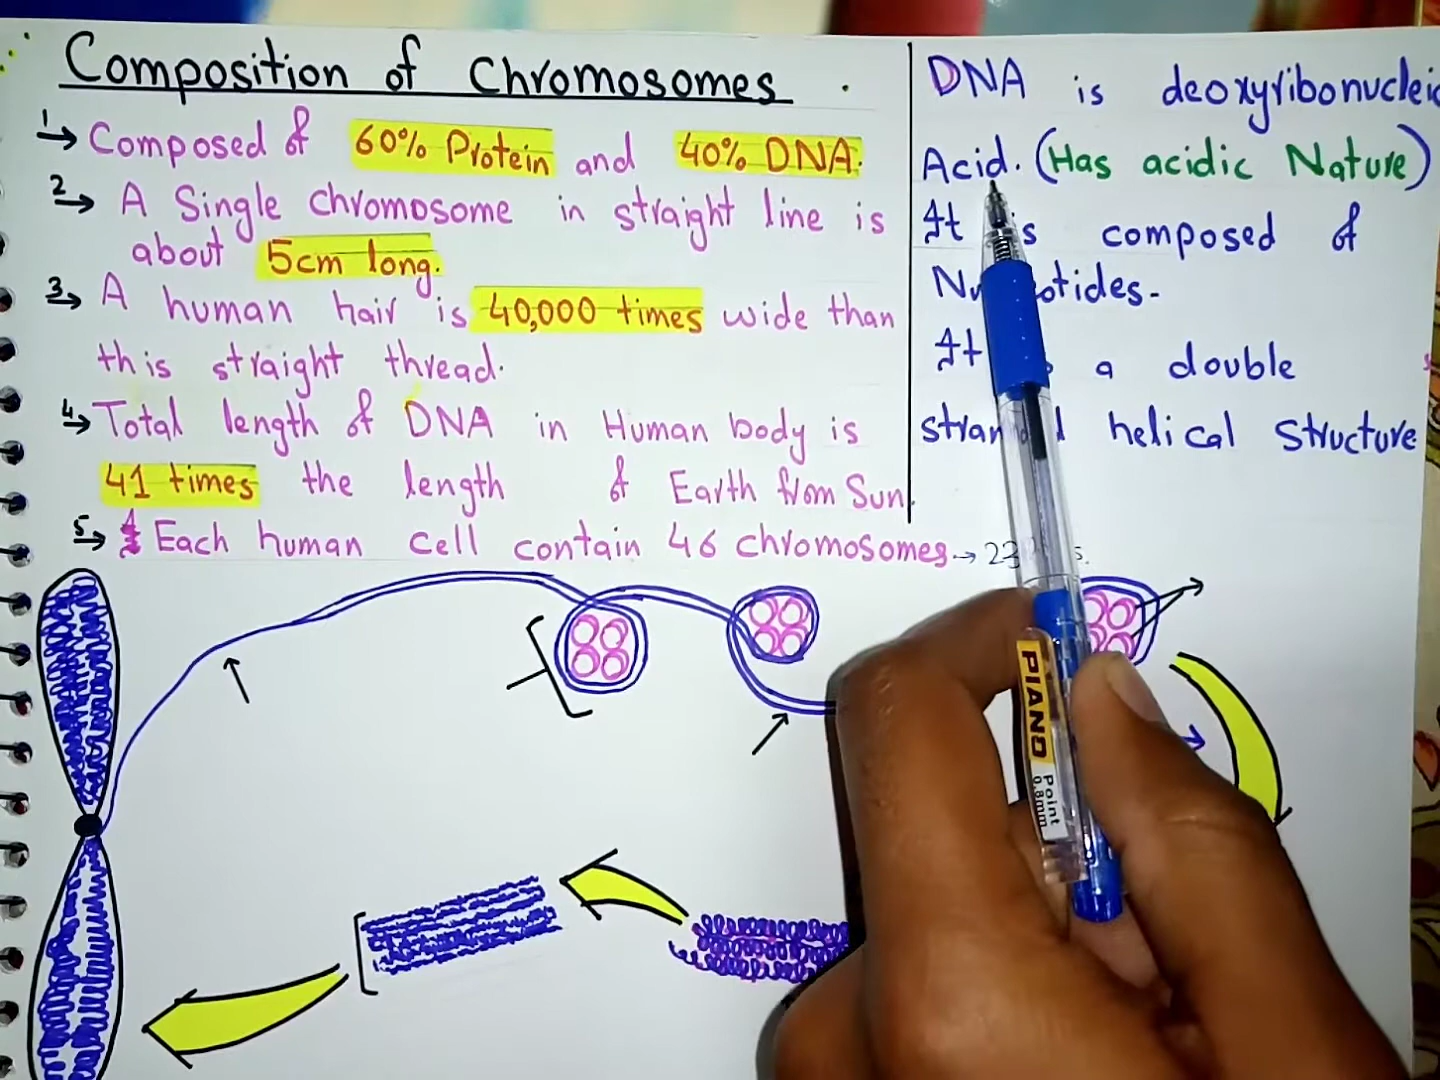 Composition of Chromosomes.
1→ Composed of 60% Protein and 40% DNA.
2→ A Single chromosome in straight line is
about 5cm long.
3→ A human hair is 40,000 times wide than
this straight thread.
4→ Total length of DNA in Human body is
41 times the length of Earth from Sun.
5→ Each human cell contain 46 chromosomes. → 23
DNA is deoxyribonucleic
Acid. (Has acidic Nature)
It is composed of
It a double
helical Structure
PIANO
Point
0.8mm